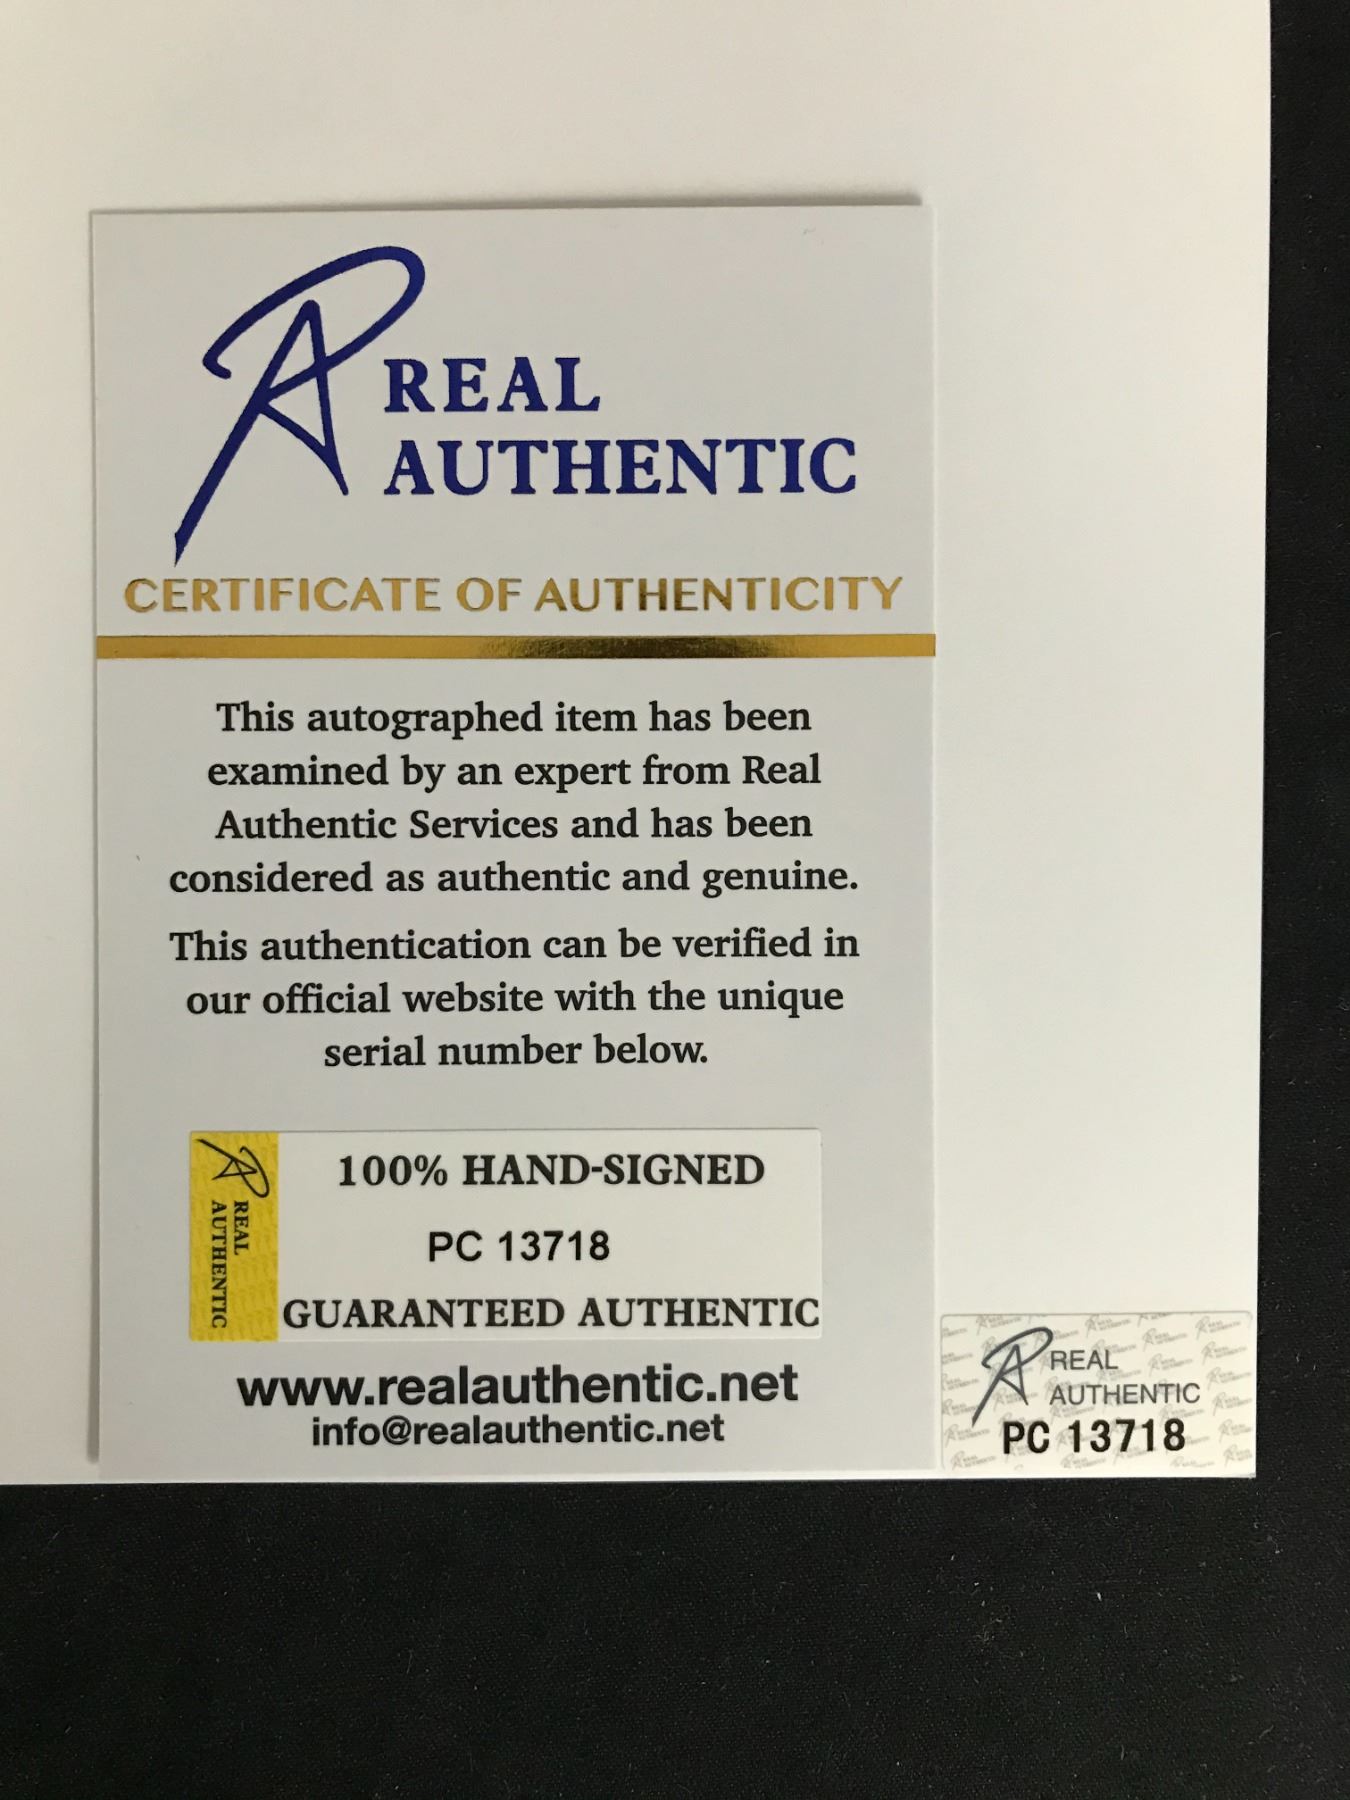 REAL
AUTHENTIC
CERTIFICATE OF AUTHENTICITY
This autographed item has been
examined by an expert from Real
Authentic Services and has been
considered as authentic and genuine.
This authentication can be verified in
our official website with the unique
serial number below.
REAL
AUTHENTIC
100% HAND-SIGNED
PC 13718
GUARANTEED AUTHENTIC
www.realauthentic.net
info@realauthentic.net
REAL
AUTHENTIC
PC 13718